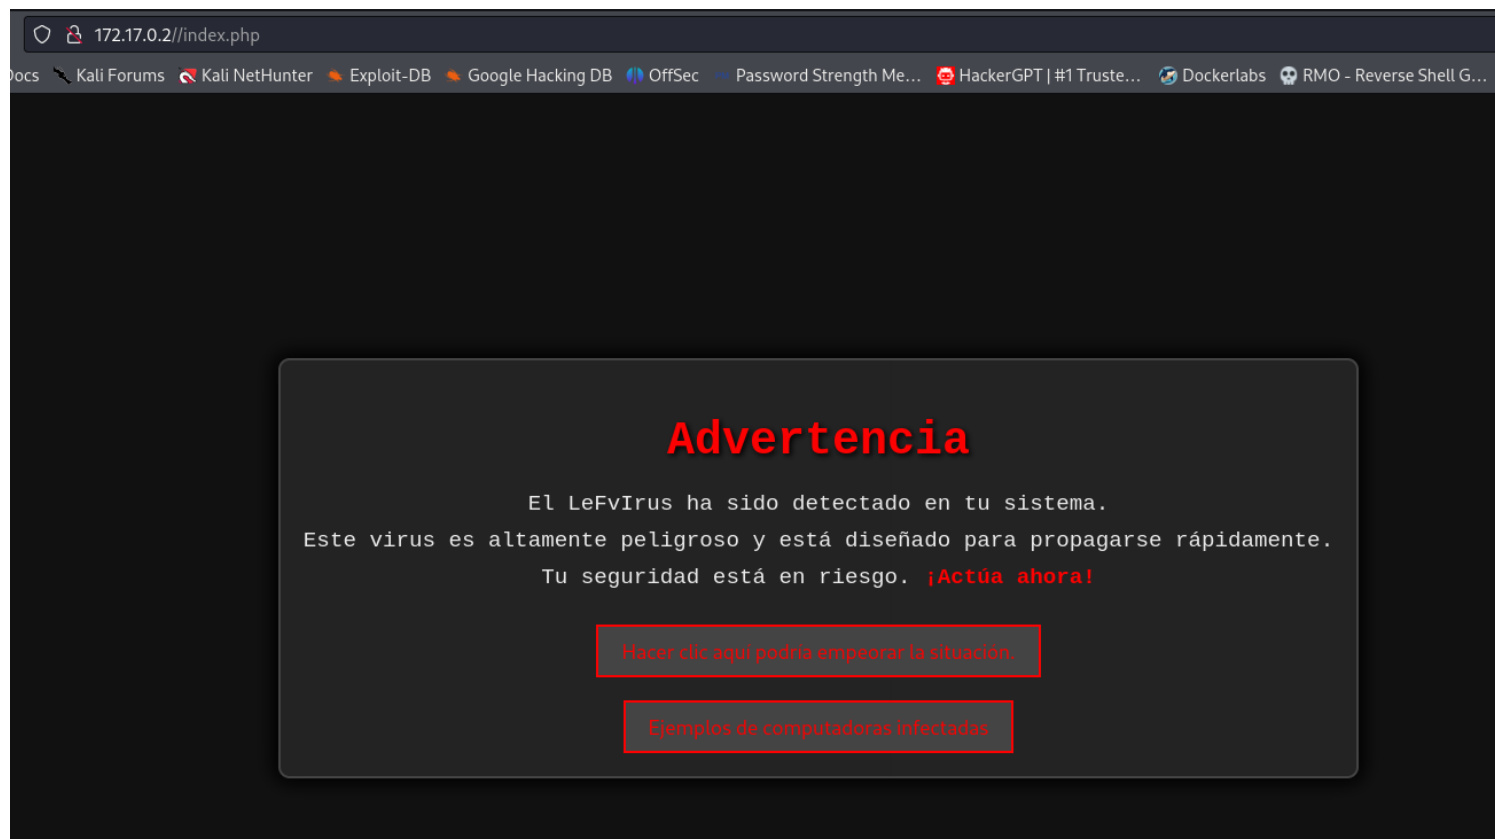 172.17.0.2//index.php
Docs Kali Forums Kali NetHunter Exploit-DB Google Hacking DB OffSec Password Strength Me... HackerGPT | #1 Truste... Dockerlabs RMO - Reverse Shell G...
Advertencia
El LeFvIrus ha sido detectado en tu sistema.
Este virus es altamente peligroso y está diseñado para propagarse rápidamente.
Tu seguridad está en riesgo. ¡Actúa ahora!
Hacer clic aquí podría empeorar la situación.
Ejemplos de computadoras infectadas